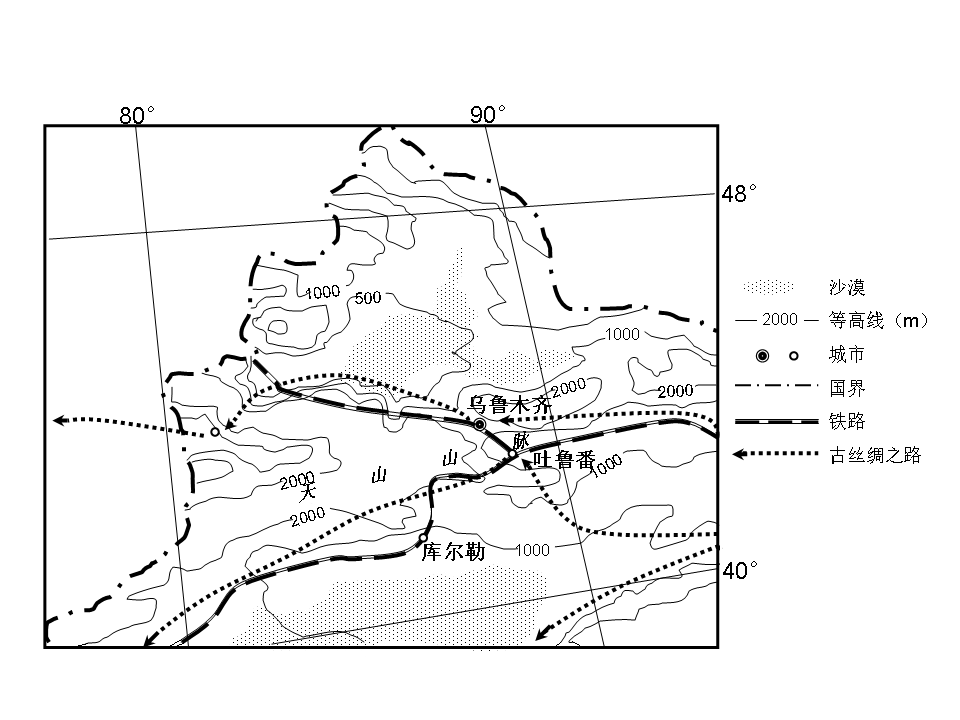 80°
90°
48°
1000
500
1000
2000
2000
乌鲁木齐
脉
山
吐鲁番
1000
山
2000
天
2000
库尔勒
1000
40°
沙漠
2000
等高线（m）
城市
国界
铁路
古丝绸之路